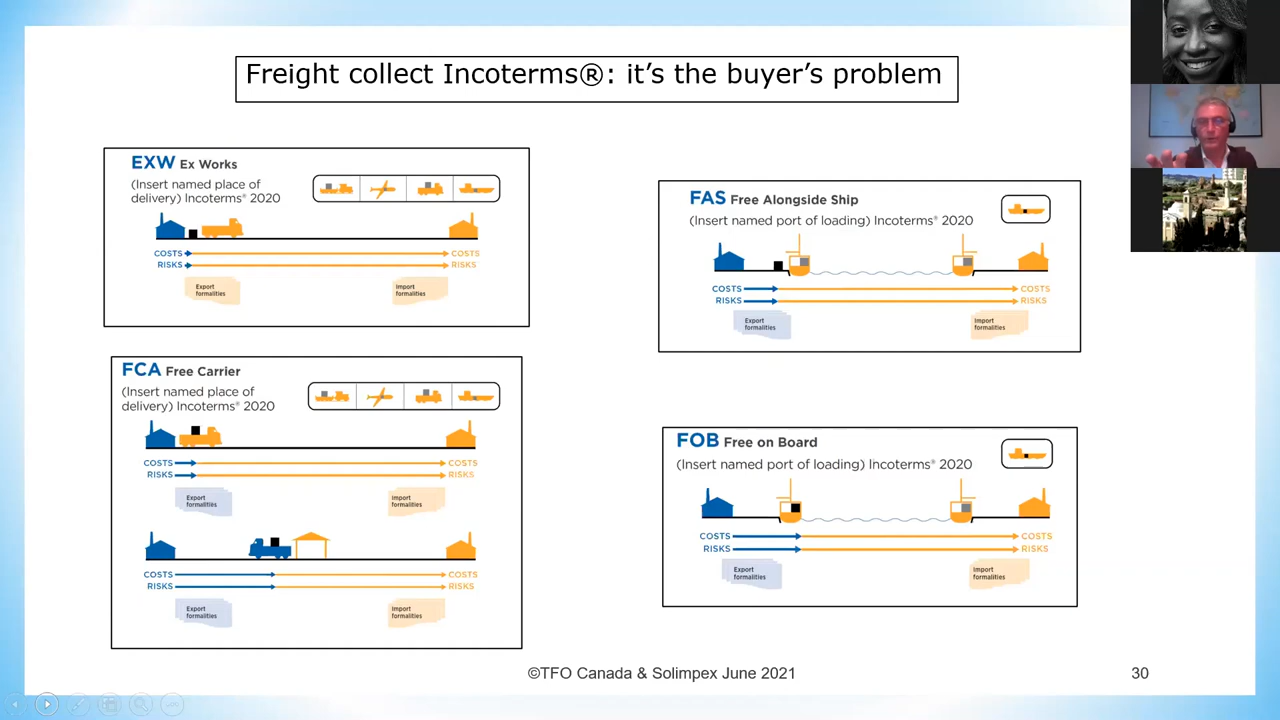 Freight collect Incoterms®: it's the buyer's problem
EXW Ex Works
(Insert named place of
delivery) Incoterms® 2020
COSTS COSTS
RISKS RISKS
Export
formalities
Import
formalities
FCA Free Carrier
(Insert named place of
delivery) Incoterms® 2020
COSTS COSTS
RISKS RISKS
Export
formalities
Import
formalities
COSTS COSTS
RISKS RISKS
Export
formalities
Import
formalities
FAS Free Alongside Ship
(Insert named port of loading) Incoterms® 2020
COSTS COSTS
RISKS RISKS
Export
formalities
Import
formalities
FOB Free on Board
(Insert named port of loading) Incoterms® 2020
COSTS COSTS
RISKS RISKS
Export
formalities
Import
formalities
©TFO Canada & Solimpex June 2021
30